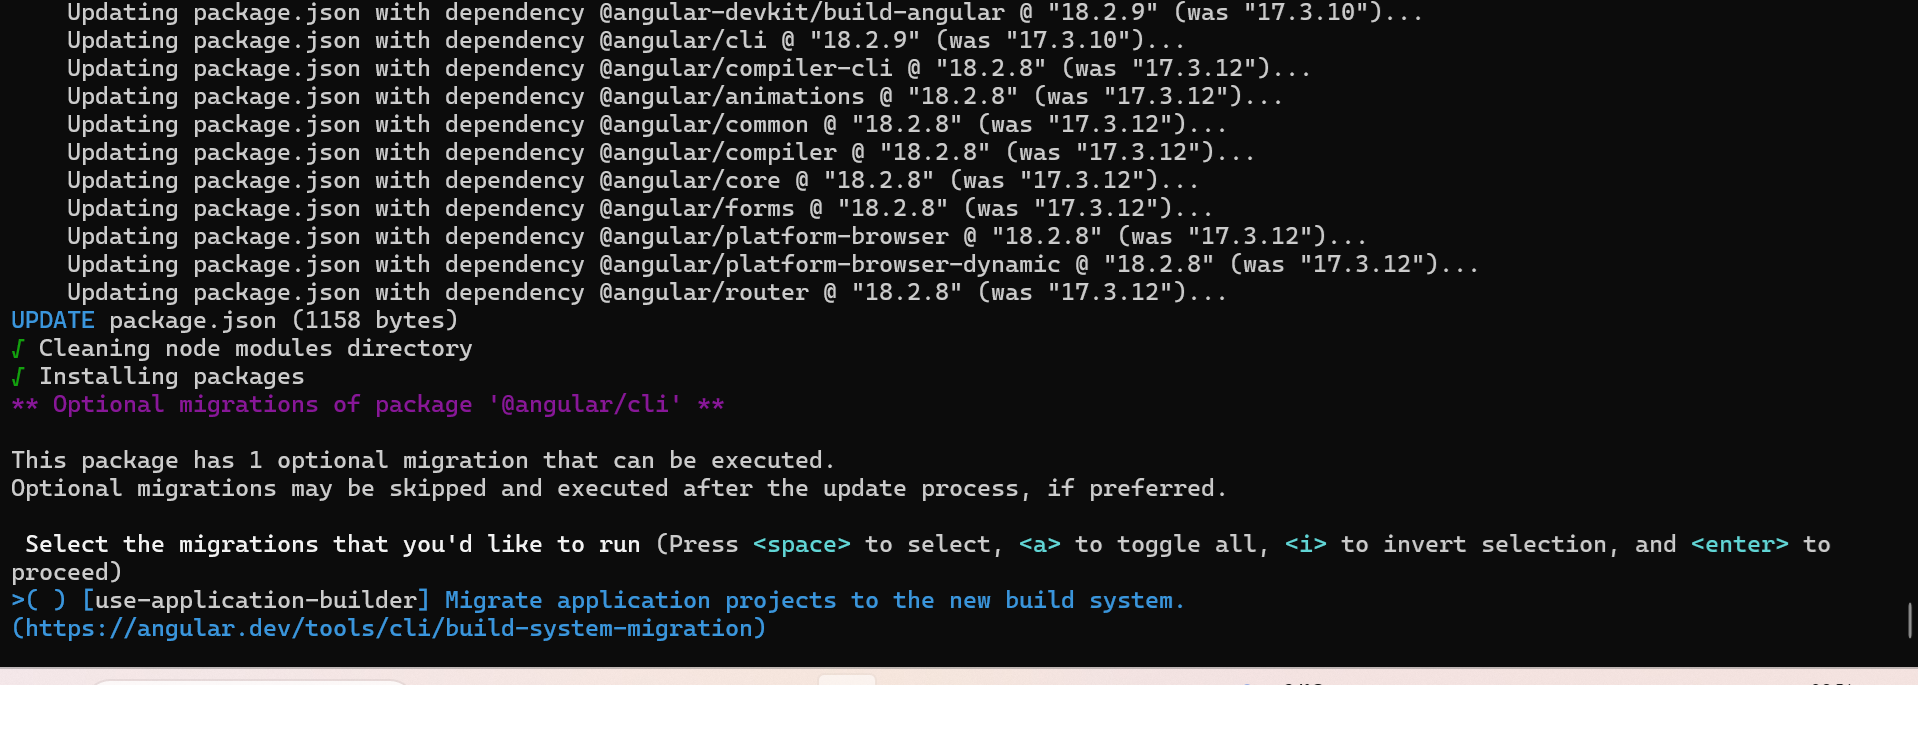 Updating package.json with dependency @angular-devkit/build-angular @ "18.2.9" (was "17.3.10")...
Updating package.json with dependency @angular/cli @ "18.2.9" (was "17.3.10")...
Updating package.json with dependency @angular/compiler-cli @ "18.2.8" (was "17.3.12")...
Updating package.json with dependency @angular/animations @ "18.2.8" (was "17.3.12")...
Updating package.json with dependency @angular/common @ "18.2.8" (was "17.3.12")...
Updating package.json with dependency @angular/compiler @ "18.2.8" (was "17.3.12")...
Updating package.json with dependency @angular/core @ "18.2.8" (was "17.3.12")...
Updating package.json with dependency @angular/forms @ "18.2.8" (was "17.3.12")...
Updating package.json with dependency @angular/platform-browser @ "18.2.8" (was "17.3.12")...
Updating package.json with dependency @angular/platform-browser-dynamic @ "18.2.8" (was "17.3.12")...
Updating package.json with dependency @angular/router @ "18.2.8" (was "17.3.12")...
UPDATE package.json (1158 bytes)
√ Cleaning node modules directory
√ Installing packages
** Optional migrations of package '@angular/cli' **
This package has 1 optional migration that can be executed.
Optional migrations may be skipped and executed after the update process, if preferred.
Select the migrations that you'd like to run (Press <space> to select, <a> to toggle all, <i> to invert selection, and <enter> to
proceed)
>( ) [use-application-builder] Migrate application projects to the new build system.
(https://angular.dev/tools/cli/build-system-migration)